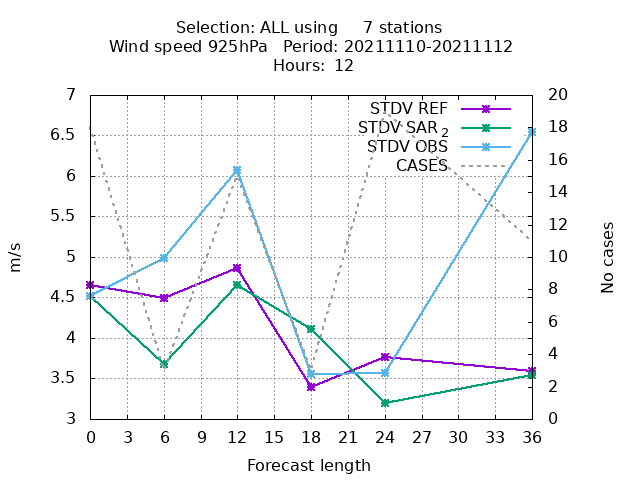 Selection: ALL using     7 stations
Wind speed 925hPa   Period: 20211110-20211112
Hours:  12
STDV REF
STDV SAR 2
STDV OBS
CASES
m/s
7
6.5
6
5.5
5
4.5
4
3.5
3
20
18
16
14
12
10
8
6
4
2
0
No cases
0 3 6 9 12 15 18 21 24 27 30 33 36
Forecast length